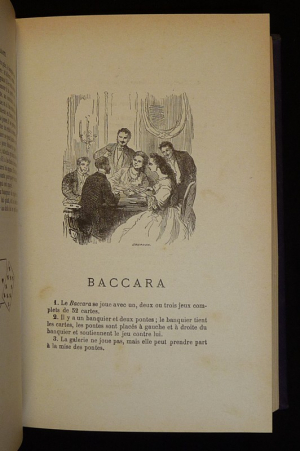 BACCARA
1. Le Baccara se joue avec un, deux ou trois jeux com-
plets de 52 cartes.
2. Il y a un banquier et deux pontes ; le banquier tient
les cartes, les pontes sont placés à gauche et à droite du
banquier et soutiennent le jeu contre lui.
3. La galerie ne joue pas, mais elle peut prendre part
à la mise des pontes.